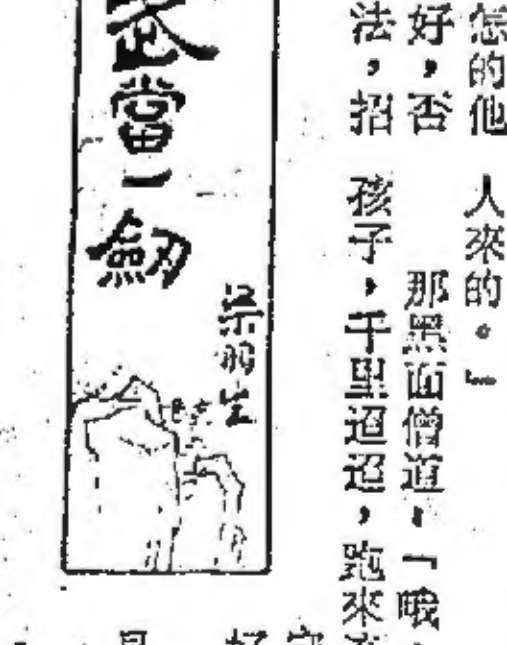 怎的他
好，否
法，招
人來的。」
那黑面僧道，「哦，
孩子，千里迢迢，跑來
武當一劍
梁羽生